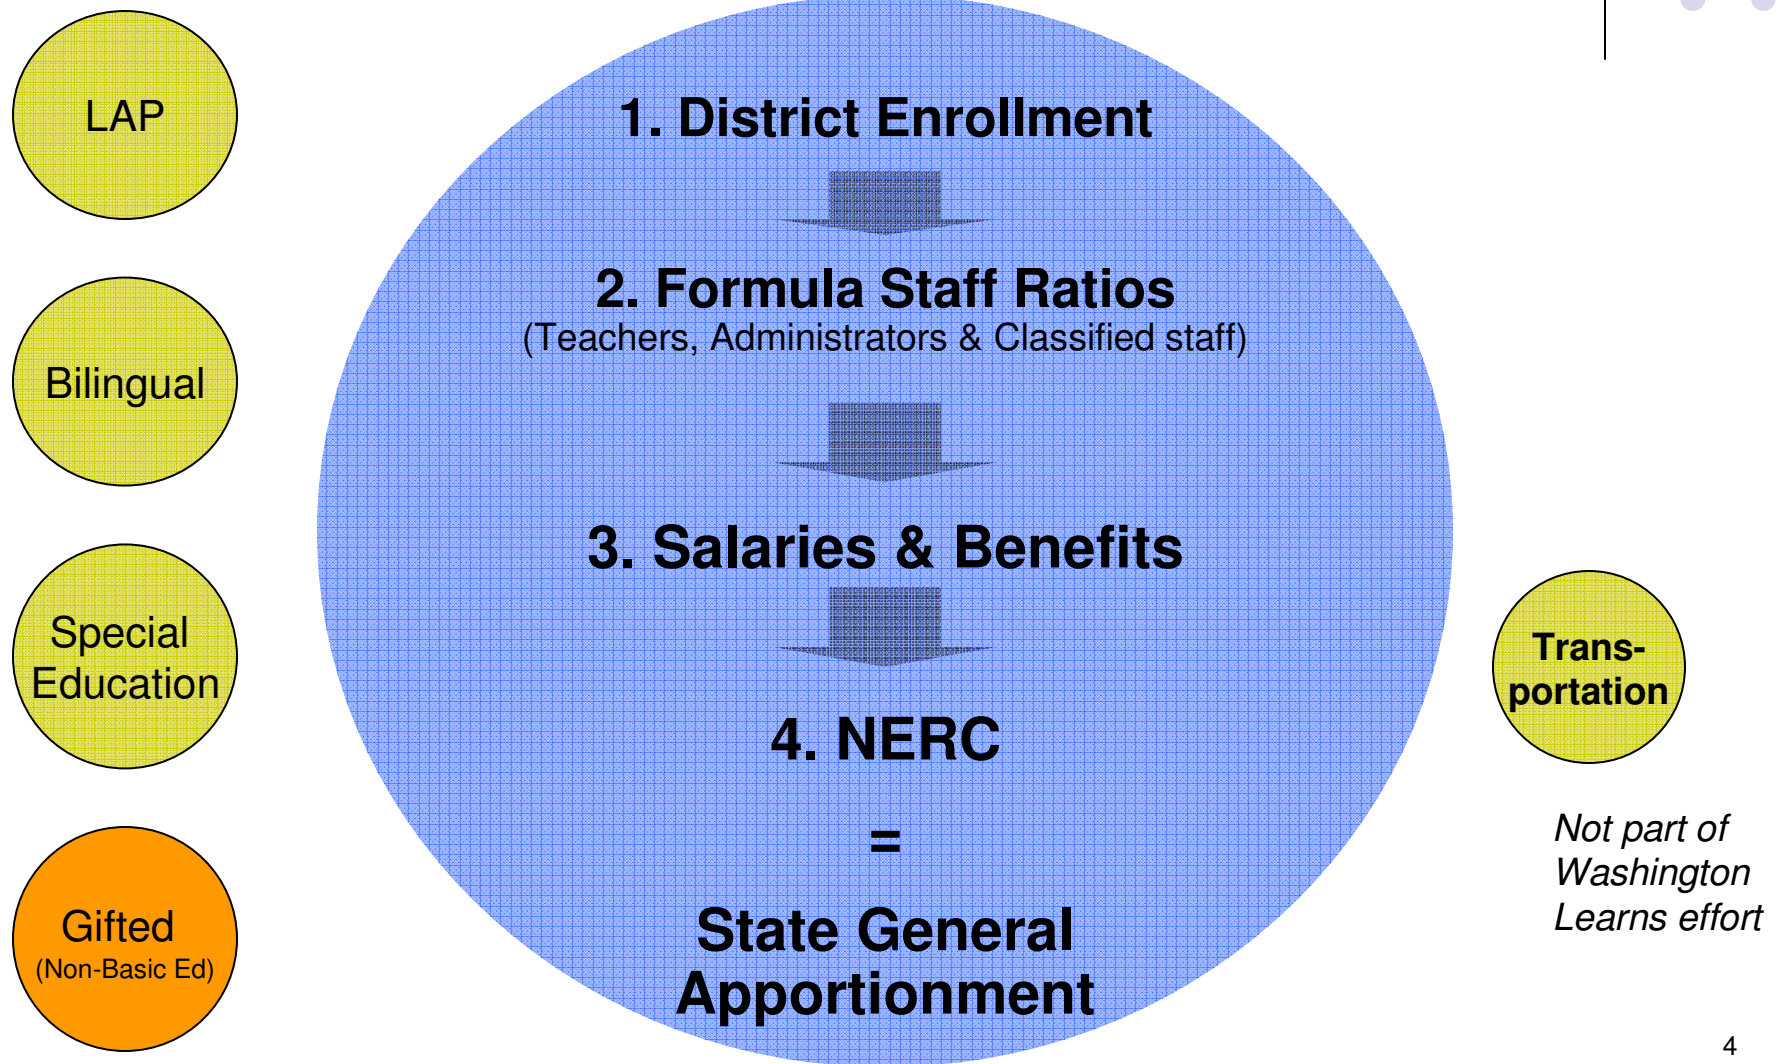 LAP
Bilingual
Special
Education
Gifted
(Non-Basic Ed)
1. District Enrollment
2. Formula Staff Ratios
(Teachers, Administrators & Classified staff)
3. Salaries & Benefits
4. NERC
=
State General
Apportionment
Trans-
portation
Not part of
Washington
Learns effort
4